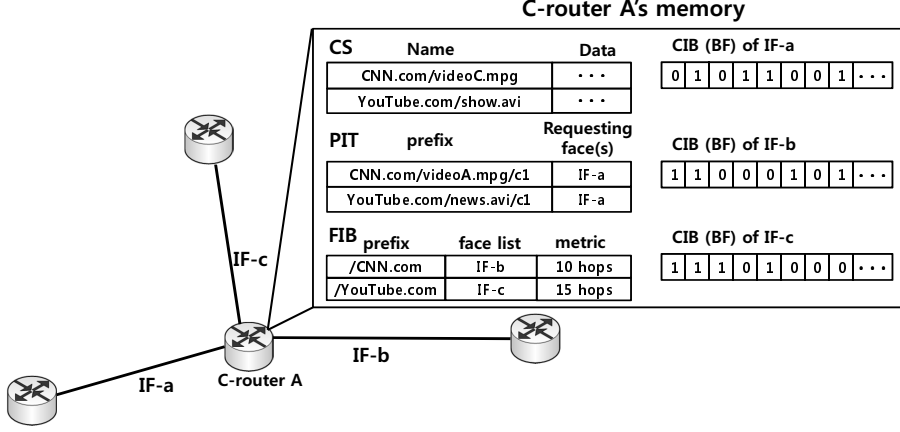 C-router A's memory
CS Name Data
CNN.com/videoC.mpg ···
YouTube.com/show.avi ···
PIT prefix Requesting face(s)
CNN.com/videoA.mpg/c1 IF-a
YouTube.com/news.avi/c1 IF-a
FIB prefix face list metric
/CNN.com IF-b 10 hops
/YouTube.com IF-c 15 hops
CIB (BF) of IF-a
0 1 0 1 1 0 0 1 ···
CIB (BF) of IF-b
1 1 0 0 0 1 0 1 ···
CIB (BF) of IF-c
1 1 1 0 1 0 0 0 ···
IF-c
IF-b
IF-a
C-router A